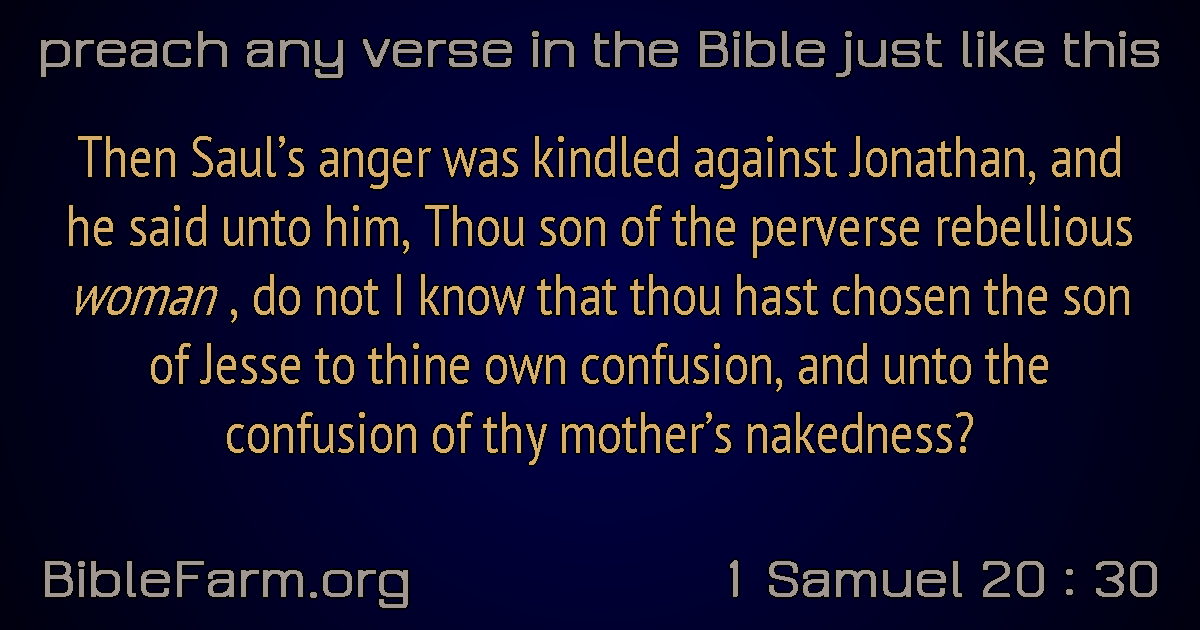 preach any verse in the Bible just like this
Then Saul’s anger was kindled against Jonathan, and
he said unto him, Thou son of the perverse rebellious
woman , do not I know that thou hast chosen the son
of Jesse to thine own confusion, and unto the
confusion of thy mother’s nakedness?
BibleFarm.org
1 Samuel 20 : 30